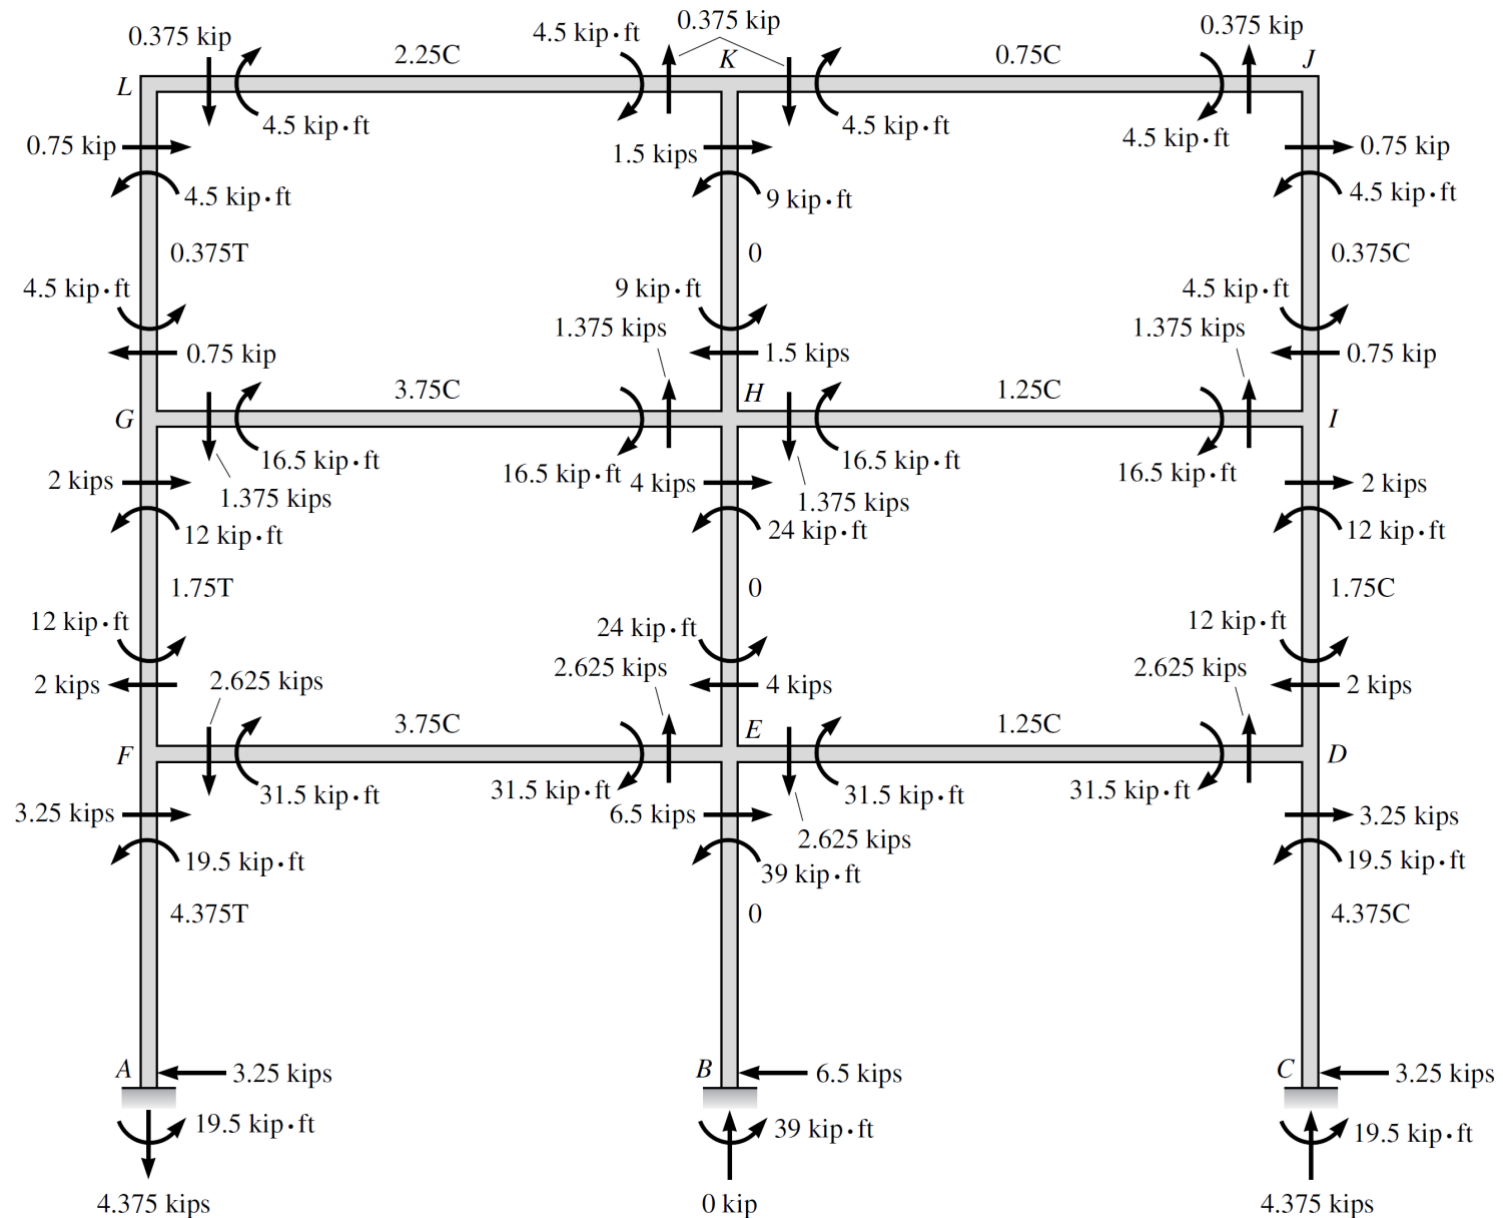 0.375 kip
4.5 kip·ft
0.375 kip
0.375 kip
2.25C
K
0.75C
J
L
4.5 kip·ft
4.5 kip·ft
4.5 kip·ft
0.75 kip
1.5 kips
0.75 kip
4.5 kip·ft
9 kip·ft
4.5 kip·ft
0.375T
0
0.375C
4.5 kip·ft
9 kip·ft
4.5 kip·ft
1.375 kips
1.375 kips
0.75 kip
1.5 kips
0.75 kip
3.75C
H
1.25C
G
I
16.5 kip·ft
16.5 kip·ft
16.5 kip·ft
16.5 kip·ft
2 kips
1.375 kips
4 kips
1.375 kips
2 kips
12 kip·ft
24 kip·ft
12 kip·ft
1.75T
0
1.75C
12 kip·ft
24 kip·ft
12 kip·ft
2.625 kips
2.625 kips
2.625 kips
2 kips
4 kips
2 kips
3.75C
E
1.25C
F
D
31.5 kip·ft
31.5 kip·ft
31.5 kip·ft
31.5 kip·ft
3.25 kips
6.5 kips
2.625 kips
3.25 kips
19.5 kip·ft
39 kip·ft
19.5 kip·ft
4.375T
0
4.375C
A
3.25 kips
B
6.5 kips
C
3.25 kips
19.5 kip·ft
39 kip·ft
19.5 kip·ft
4.375 kips
0 kip
4.375 kips